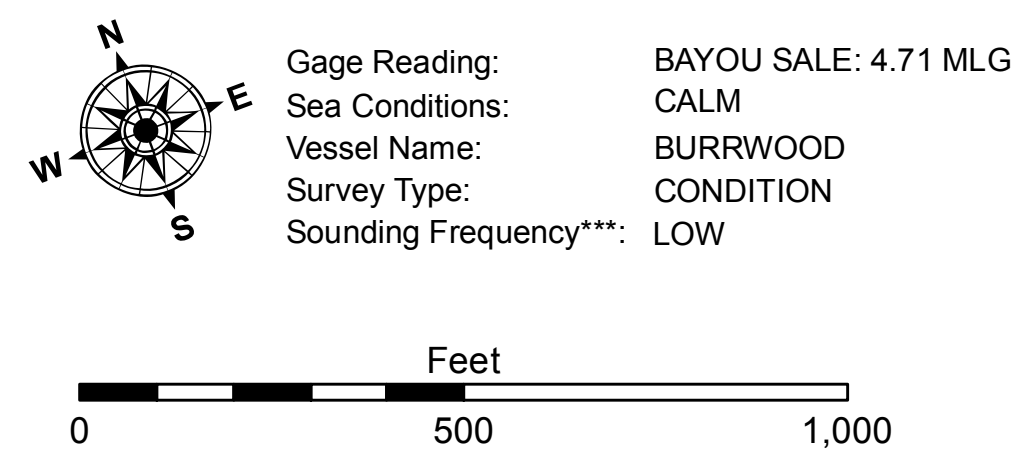 N
E
W
S
Gage Reading: BAYOU SALE: 4.71 MLG
Sea Conditions: CALM
Vessel Name: BURRWOOD
Survey Type: CONDITION
Sounding Frequency***: LOW
Feet
0 500 1,000